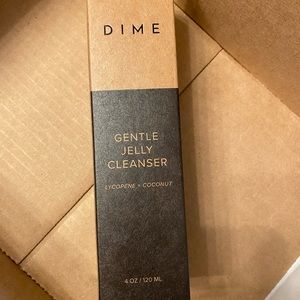 DIME
GENTLE
JELLY
CLEANSER
LYCOPENE + COCONUT
4 OZ / 120 ML